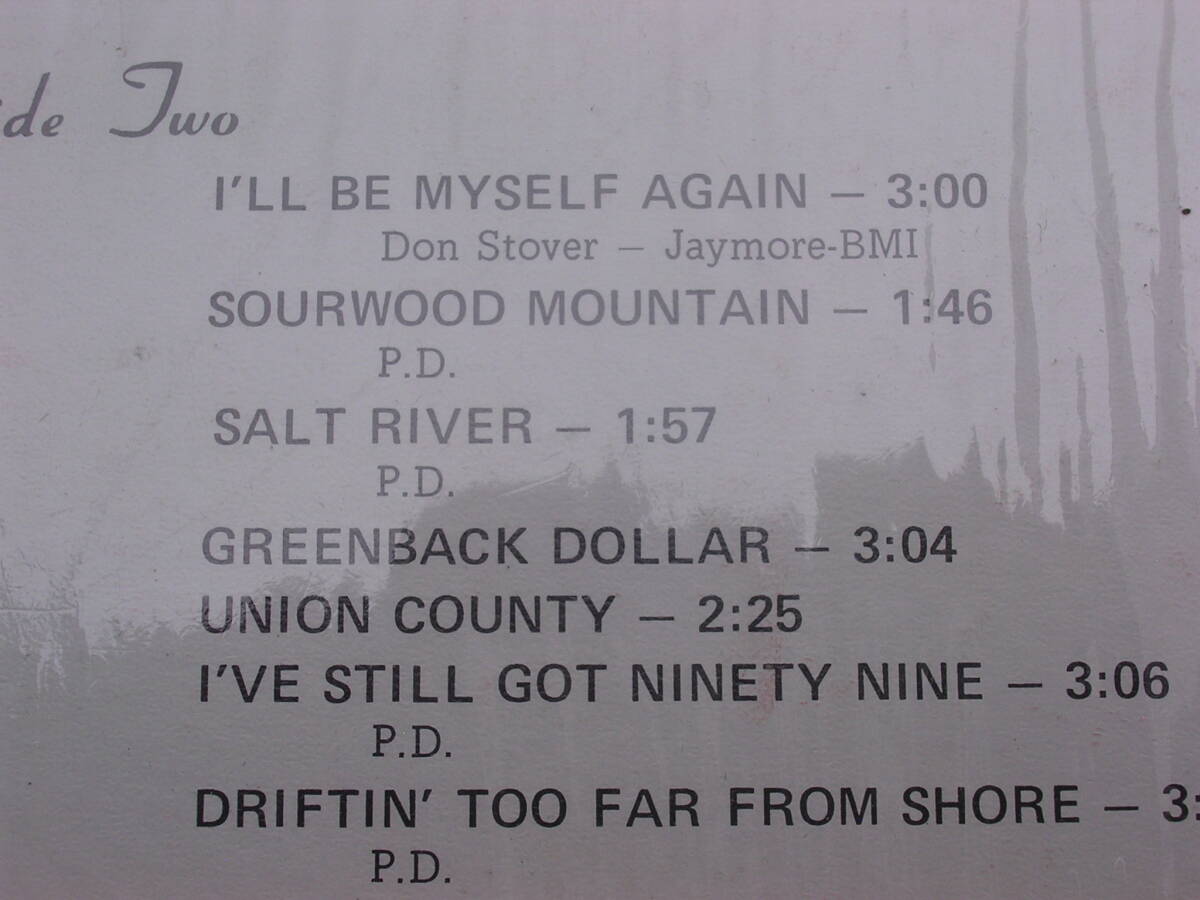 ide Two
I'LL BE MYSELF AGAIN — 3:00
Don Stover — Jaymore-BMI
SOURWOOD MOUNTAIN — 1:46
P.D.
SALT RIVER — 1:57
P.D.
GREENBACK DOLLAR — 3:04
UNION COUNTY — 2:25
I'VE STILL GOT NINETY NINE — 3:06
P.D.
DRIFTIN' TOO FAR FROM SHORE — 3:
P.D.